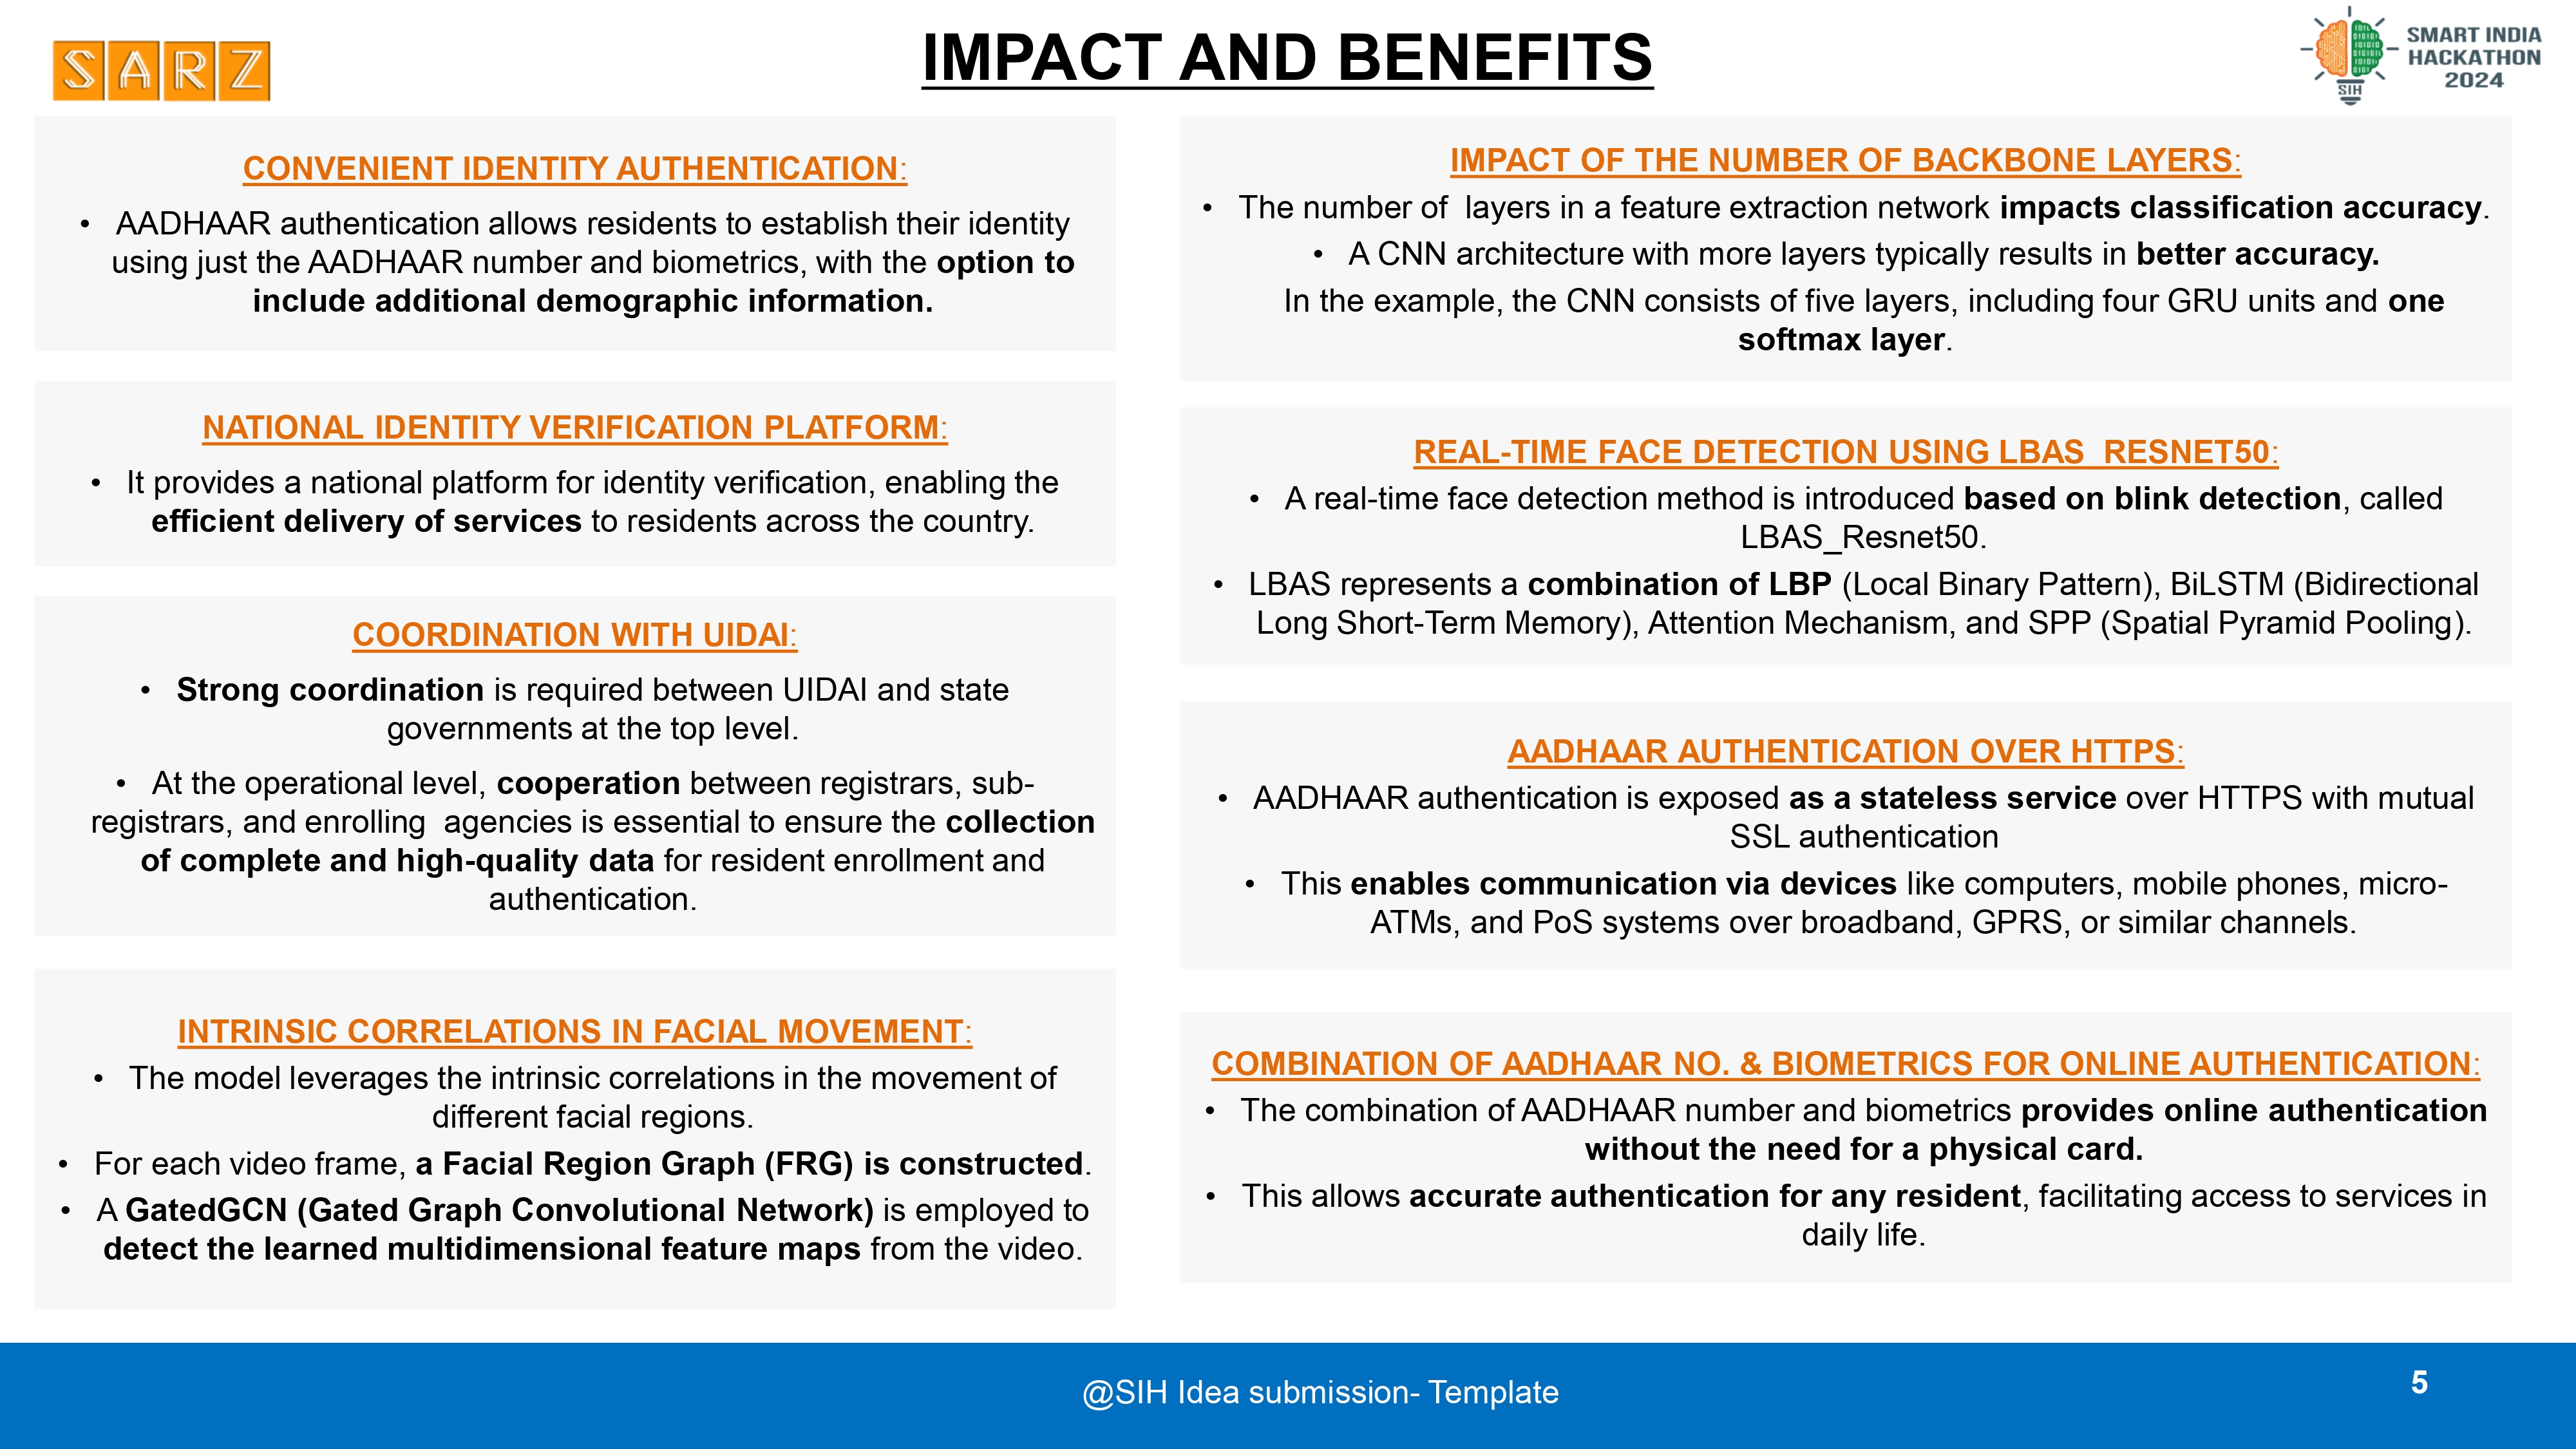 SARZ
IMPACT AND BENEFITS
SIH
SMART INDIA
HACKATHON
2024
CONVENIENT IDENTITY AUTHENTICATION:
• AADHAAR authentication allows residents to establish their identity
using just the AADHAAR number and biometrics, with the option to
include additional demographic information.
NATIONAL IDENTITY VERIFICATION PLATFORM:
• It provides a national platform for identity verification, enabling the
efficient delivery of services to residents across the country.
COORDINATION WITH UIDAI:
• Strong coordination is required between UIDAI and state
governments at the top level.
• At the operational level, cooperation between registrars, sub-
registrars, and enrolling  agencies is essential to ensure the collection
of complete and high-quality data for resident enrollment and
authentication.
INTRINSIC CORRELATIONS IN FACIAL MOVEMENT:
• The model leverages the intrinsic correlations in the movement of
different facial regions.
• For each video frame, a Facial Region Graph (FRG) is constructed.
• A GatedGCN (Gated Graph Convolutional Network) is employed to
detect the learned multidimensional feature maps from the video.
IMPACT OF THE NUMBER OF BACKBONE LAYERS:
• The number of  layers in a feature extraction network impacts classification accuracy.
• A CNN architecture with more layers typically results in better accuracy.
In the example, the CNN consists of five layers, including four GRU units and one
softmax layer.
REAL-TIME FACE DETECTION USING LBAS_RESNET50:
• A real-time face detection method is introduced based on blink detection, called
LBAS_Resnet50.
• LBAS represents a combination of LBP (Local Binary Pattern), BiLSTM (Bidirectional
Long Short-Term Memory), Attention Mechanism, and SPP (Spatial Pyramid Pooling).
AADHAAR AUTHENTICATION OVER HTTPS:
• AADHAAR authentication is exposed as a stateless service over HTTPS with mutual
SSL authentication
• This enables communication via devices like computers, mobile phones, micro-
ATMs, and PoS systems over broadband, GPRS, or similar channels.
COMBINATION OF AADHAAR NO. & BIOMETRICS FOR ONLINE AUTHENTICATION:
• The combination of AADHAAR number and biometrics provides online authentication
without the need for a physical card.
• This allows accurate authentication for any resident, facilitating access to services in
daily life.
@SIH Idea submission- Template
5